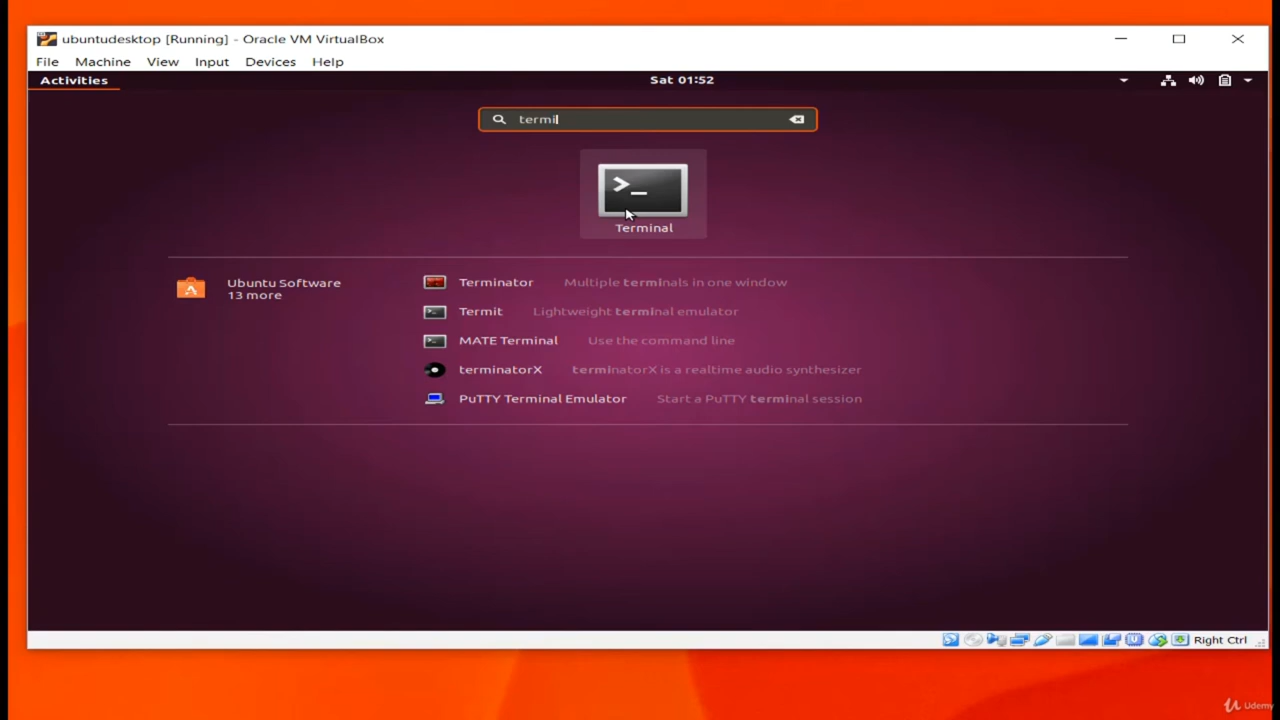 ubuntudesktop [Running] - Oracle VM VirtualBox
File Machine View Input Devices Help
Activities Sat 01:52
termi
>_
Terminal
Ubuntu Software
13 more
Terminator Multiple terminals in one window
Termit Lightweight terminal emulator
MATE Terminal Use the command line
terminatorX terminatorX is a realtime audio synthesizer
PuTTY Terminal Emulator Start a PuTTY terminal session
Right Ctrl
Udemy